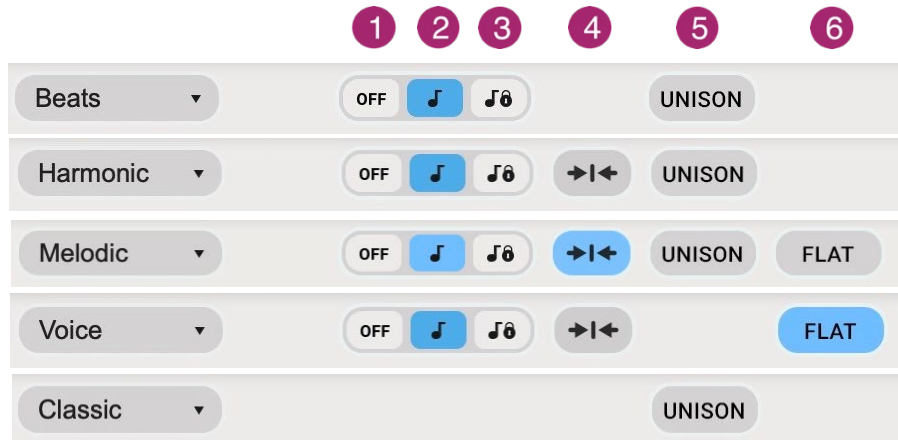 1 2 3 4 5 6
Beats OFF UNISON
Harmonic OFF UNISON
Melodic OFF UNISON FLAT
Voice OFF FLAT
Classic UNISON